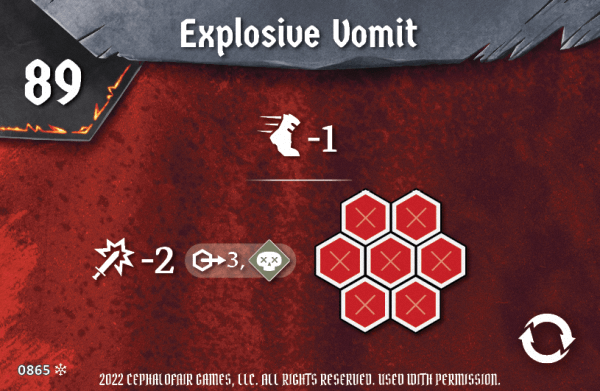 Explosive Vomit
89
-1
-2 3,
0865
2022 CEPHALOFAIR GAMES, LLC. ALL RIGHTS RESERVED. USED WITH PERMISSION.